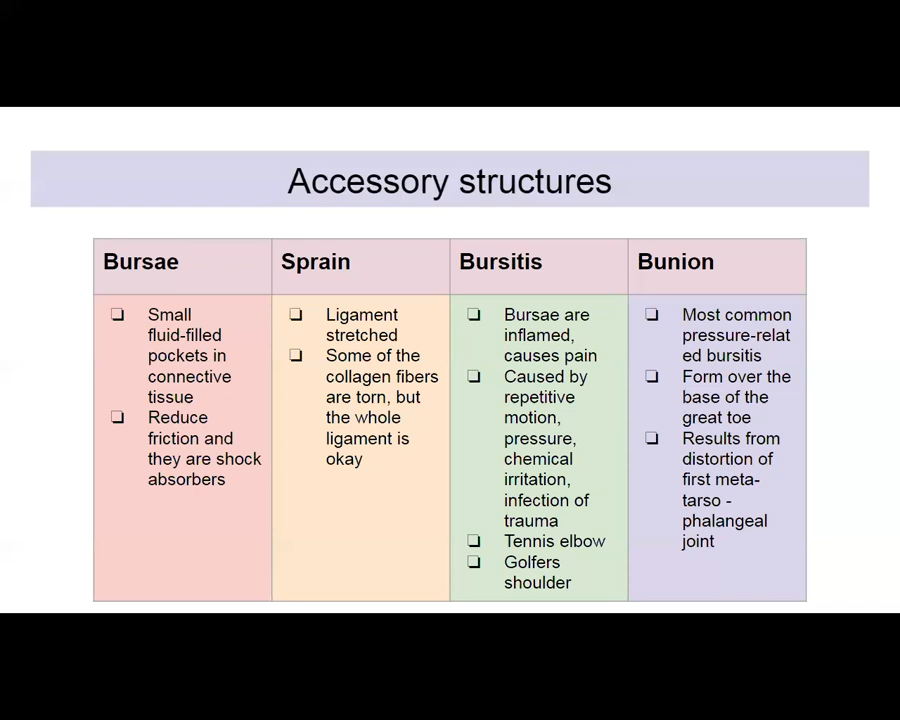 Accessory structures
Bursae
Small
fluid-filled
pockets in
connective
tissue
Reduce
friction and
they are shock
absorbers
Sprain
Ligament
stretched
Some of the
collagen fibers
are torn, but
the whole
ligament is
okay
Bursitis
Bursae are
inflamed,
causes pain
Caused by
repetitive
motion,
pressure,
chemical
irritation,
infection of
trauma
Tennis elbow
Golfers
shoulder
Bunion
Most common
pressure-relat
ed bursitis
Form over the
base of the
great toe
Results from
distortion of
first meta-
tarso -
phalangeal
joint